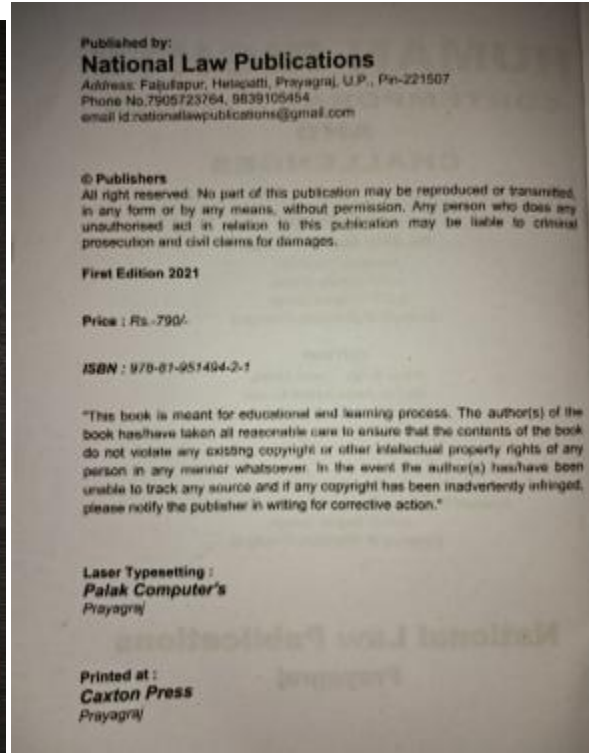 Published by:
National Law Publications
Address: Faijullapur, Hetapatti, Prayagraj, U.P., Pin-221507
Phone No.7905723764, 9839105454
email id:nationallawpublications@gmail.com
© Publishers
All right reserved. No part of this publication may be reproduced or transmitted,
in any form or by any means, without permission. Any person who does any
unauthorised act in relation to this publication may be liable to criminal
prosecution and civil claims for damages.
First Edition 2021
Price : Rs.-790/-
ISBN : 978-81-951494-2-1
"This book is meant for educational and learning process. The author(s) of the
book has/have taken all reasonable care to ensure that the contents of the book
do not violate any existing copyright or other intellectual property rights of any
person in any manner whatsoever. In the event the author(s) has/have been
unable to track any source and if any copyright has been inadvertently infringed,
please notify the publisher in writing for corrective action."
Laser Typesetting :
Palak Computer's
Prayagraj
Printed at :
Caxton Press
Prayagraj